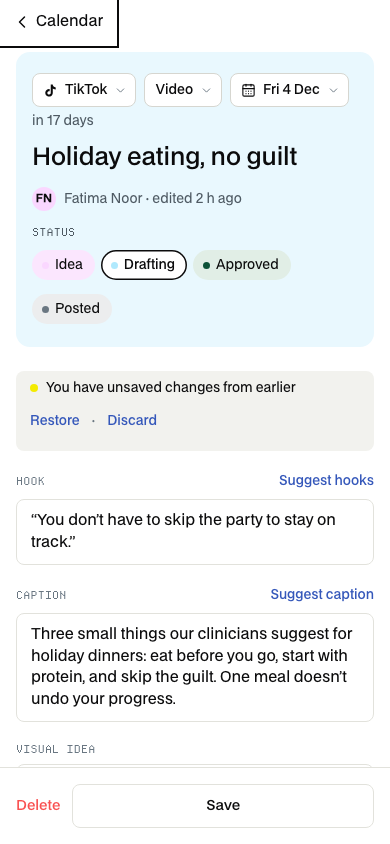 Calendar
TikTok
Video
Fri 4 Dec
in 17 days
Holiday eating, no guilt
FN
Fatima Noor · edited 2 h ago
STATUS
Idea
Drafting
Approved
Posted
You have unsaved changes from earlier
Restore · Discard
HOOK
Suggest hooks
“You don’t have to skip the party to stay on
track.”
CAPTION
Suggest caption
Three small things our clinicians suggest for
holiday dinners: eat before you go, start with
protein, and skip the guilt. One meal doesn’t
undo your progress.
VISUAL IDEA
Delete
Save